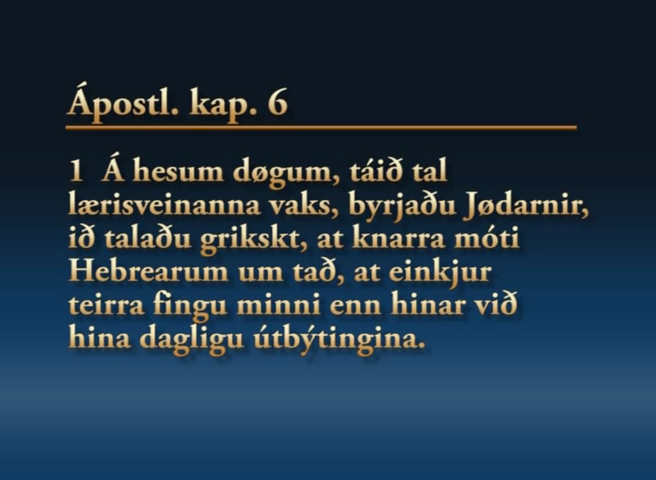 Ápostl. kap. 6
1 Á hesum døgum, táið tal
lærisveinanna vaks, byrjaðu Jødarnir,
ið talaðu grikskt, at knarra móti
Hebrearum um tað, at einkjur
teirra fingu minni enn hinar við
hina dagligu útbýtingina.